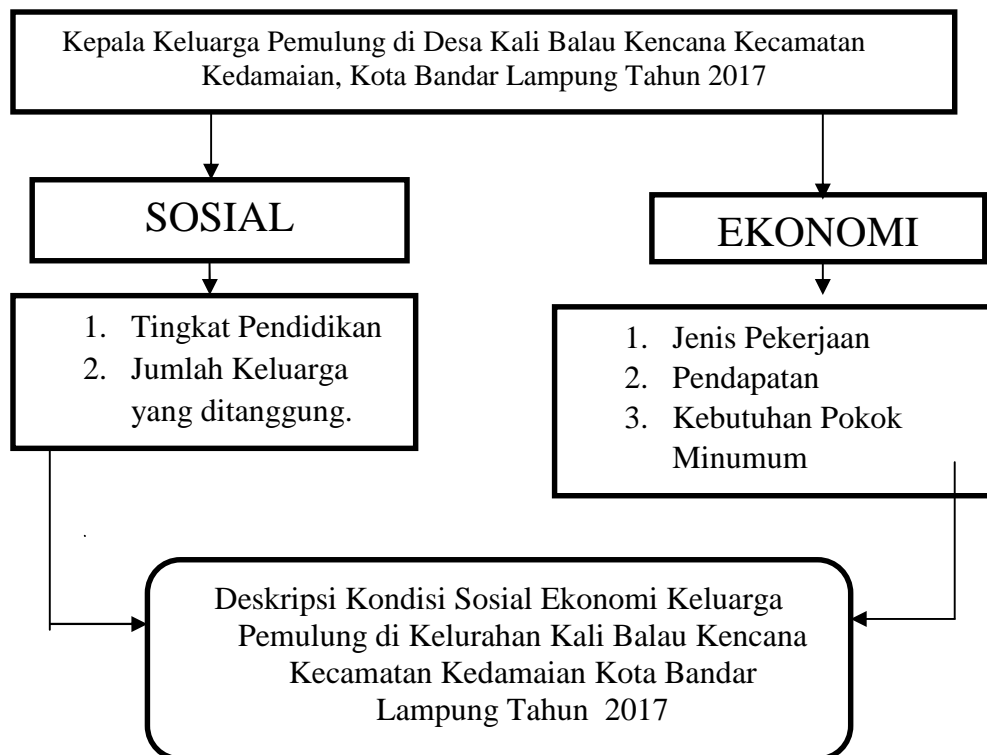 Kepala Keluarga Pemulung di Desa Kali Balau Kencana Kecamatan
Kedamaian, Kota Bandar Lampung Tahun 2017
SOSIAL
EKONOMI
1. Tingkat Pendidikan
2. Jumlah Keluarga
yang ditanggung.
1. Jenis Pekerjaan
2. Pendapatan
3. Kebutuhan Pokok
Minumum
Deskripsi Kondisi Sosial Ekonomi Keluarga
Pemulung di Kelurahan Kali Balau Kencana
Kecamatan Kedamaian Kota Bandar
Lampung Tahun 2017